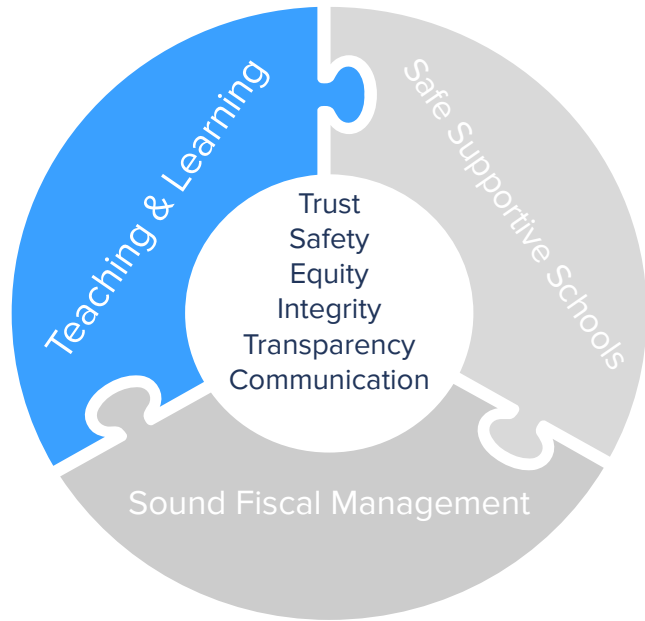 Teaching & Learning
Safe Supportive Schools
Trust
Safety
Equity
Integrity
Transparency
Communication
Sound Fiscal Management